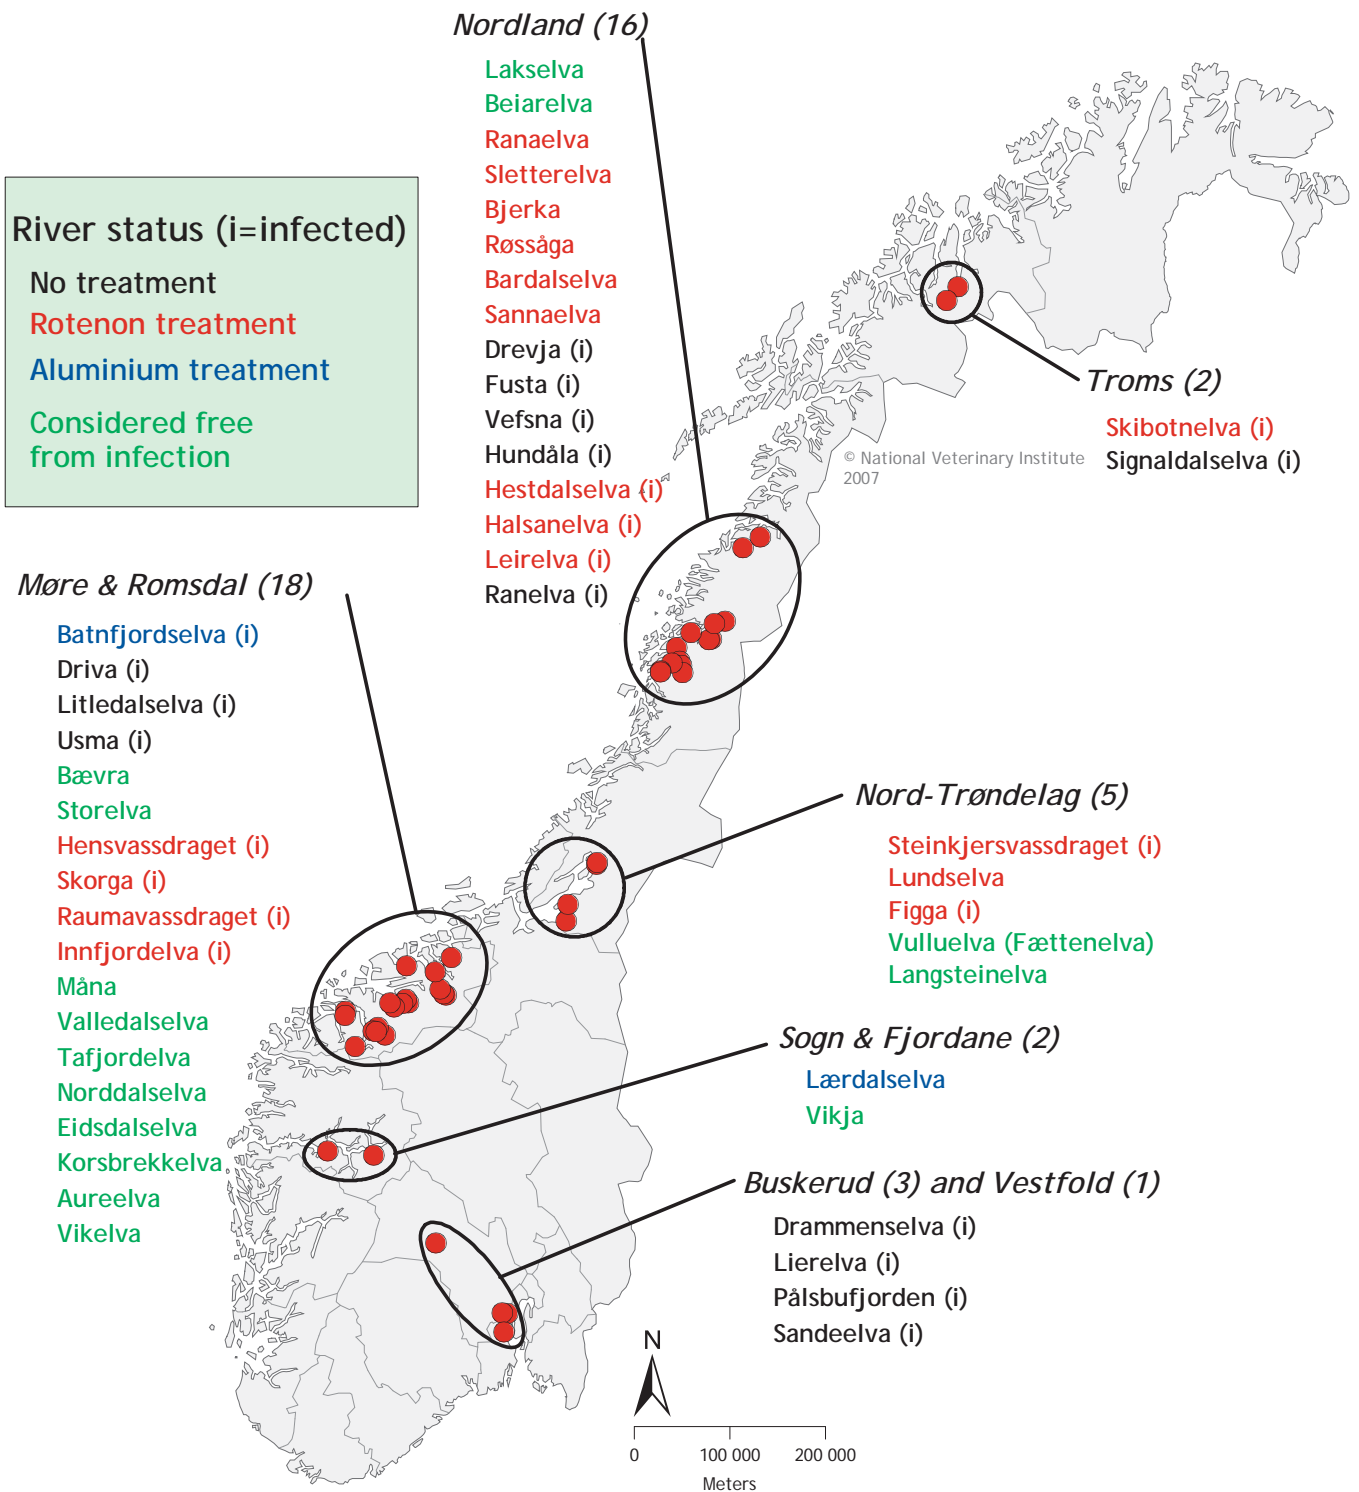 Nordland (16)
Lakselva
Beiarelva
Ranaelva
Sletterelva
Bjerka
Røssåga
Bardalselva
Sannaelva
Drevja (i)
Fusta (i)
Vefsna (i)
Hundåla (i)
Hestdalselva (i)
Halsanelva (i)
Leirelva (i)
Ranelva (i)
River status (i=infected)
No treatment
Rotenon treatment
Aluminium treatment
Considered free
from infection
Troms (2)
Skibotnelva (i)
Signaldalselva (i)
© National Veterinary Institute
2007
Møre & Romsdal (18)
Batnfjordselva (i)
Driva (i)
Litledalselva (i)
Usma (i)
Bævra
Storelva
Hensvassdraget (i)
Skorga (i)
Raumavassdraget (i)
Innfjordelva (i)
Måna
Valledalselva
Tafjordelva
Norddalselva
Eidsdalselva
Korsbrekkelva
Aureelva
Vikelva
Nord-Trøndelag (5)
Steinkjersvassdraget (i)
Lundselva
Figga (i)
Vulluelva (Fættenelva)
Langsteinelva
Sogn & Fjordane (2)
Lærdalselva
Vikja
Buskerud (3) and Vestfold (1)
Drammenselva (i)
Lierelva (i)
Pålsbufjorden (i)
Sandeelva (i)
N
0 100 000 200 000
Meters